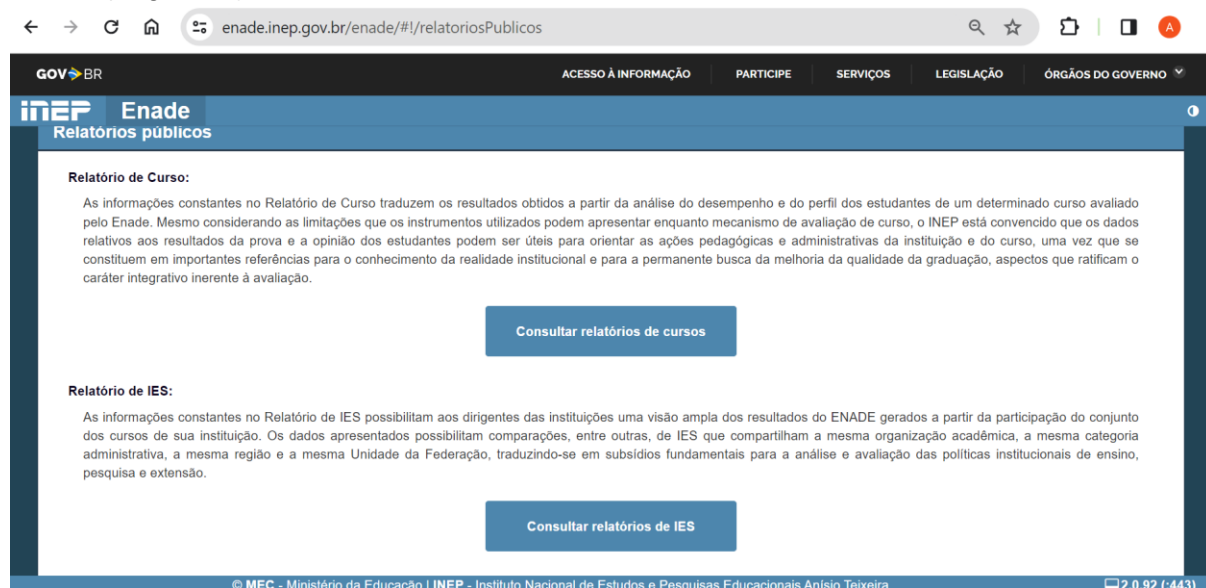 enade.inep.gov.br/enade/#!/relatoriosPublicos
A
GOV BR
ACESSO À INFORMAÇÃO
PARTICIPE
SERVIÇOS
LEGISLAÇÃO
ÓRGÃOS DO GOVERNO
inep Enade
Relatórios públicos
Relatório de Curso:
As informações constantes no Relatório de Curso traduzem os resultados obtidos a partir da análise do desempenho e do perfil dos estudantes de um determinado curso avaliado
pelo Enade. Mesmo considerando as limitações que os instrumentos utilizados podem apresentar enquanto mecanismo de avaliação de curso, o INEP está convencido que os dados
relativos aos resultados da prova e a opinião dos estudantes podem ser úteis para orientar as ações pedagógicas e administrativas da instituição e do curso, uma vez que se
constituem em importantes referências para o conhecimento da realidade institucional e para a permanente busca da melhoria da qualidade da graduação, aspectos que ratificam o
caráter integrativo inerente à avaliação.
Consultar relatórios de cursos
Relatório de IES:
As informações constantes no Relatório de IES possibilitam aos dirigentes das instituições uma visão ampla dos resultados do ENADE gerados a partir da participação do conjunto
dos cursos de sua instituição. Os dados apresentados possibilitam comparações, entre outras, de IES que compartilham a mesma organização acadêmica, a mesma categoria
administrativa, a mesma região e a mesma Unidade da Federação, traduzindo-se em subsídios fundamentais para a análise e avaliação das políticas institucionais de ensino,
pesquisa e extensão.
Consultar relatórios de IES
© MEC - Ministério da Educação | INEP - Instituto Nacional de Estudos e Pesquisas Educacionais Anísio Teixeira
2.0.92 (:443)